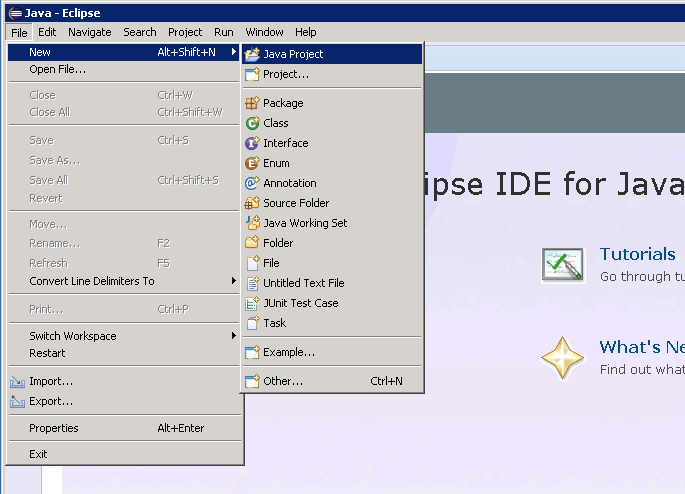 Java - Eclipse
File Edit Navigate Search Project Run Window Help
New Alt+Shift+N
Open File...
Close Ctrl+W
Close All Ctrl+Shift+W
Save Ctrl+S
Save As...
Save All Ctrl+Shift+S
Revert
Move...
Rename... F2
Refresh F5
Convert Line Delimiters To
Print... Ctrl+P
Switch Workspace
Restart
Import...
Export...
Properties Alt+Enter
Exit
Java Project
Project...
Package
Class
Interface
Enum
Annotation
Source Folder
Java Working Set
Folder
File
Untitled Text File
JUnit Test Case
Task
Example...
Other... Ctrl+N
ipse IDE for Java
Tutorials
Go through tu
What's Ne
Find out what